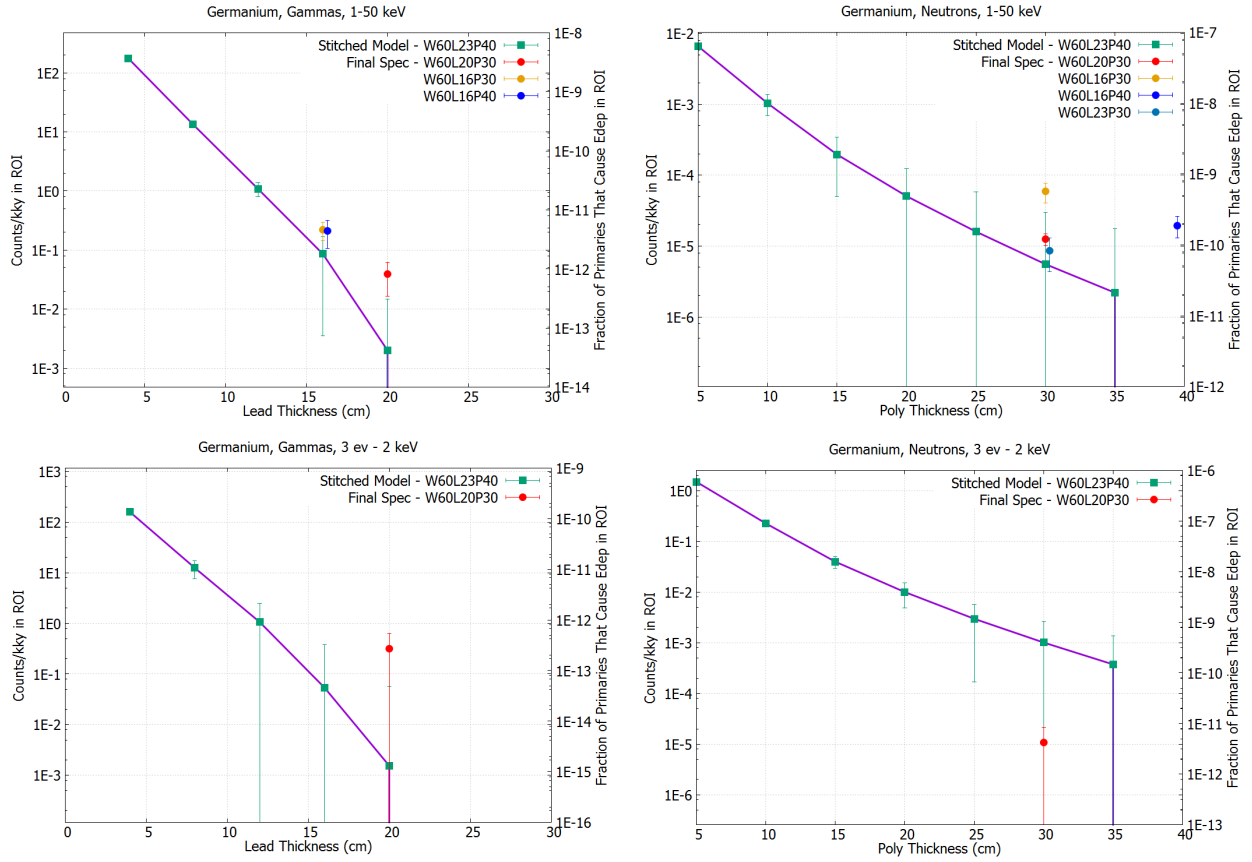 Germanium, Gammas, 1-50 keV
Stitched Model - W60L23P40
Final Spec - W60L20P30
W60L16P30
W60L16P40
Counts/kky in ROI
1E2
1E1
1E0
1E-1
1E-2
1E-3
Fraction of Primaries That Cause Edep in ROI
1E-8
1E-9
1E-10
1E-11
1E-12
1E-13
1E-14
0 5 10 15 20 25 30
Lead Thickness (cm)
Germanium, Neutrons, 1-50 keV
Stitched Model - W60L23P40
Final Spec - W60L20P30
W60L16P30
W60L16P40
W60L23P30
Counts/kky in ROI
1E-2
1E-3
1E-4
1E-5
1E-6
Fraction of Primaries That Cause Edep in ROI
1E-7
1E-8
1E-9
1E-10
1E-11
1E-12
5 10 15 20 25 30 35 40
Poly Thickness (cm)
Germanium, Gammas, 3 ev - 2 keV
Stitched Model - W60L23P40
Final Spec - W60L20P30
Counts/kky in ROI
1E3
1E2
1E1
1E0
1E-1
1E-2
1E-3
Fraction of Primaries That Cause Edep in ROI
1E-9
1E-10
1E-11
1E-12
1E-13
1E-14
1E-15
1E-16
0 5 10 15 20 25 30
Lead Thickness (cm)
Germanium, Neutrons, 3 ev - 2 keV
Stitched Model - W60L23P40
Final Spec - W60L20P30
Counts/kky in ROI
1E0
1E-1
1E-2
1E-3
1E-4
1E-5
1E-6
Fraction of Primaries That Cause Edep in ROI
1E-6
1E-7
1E-8
1E-9
1E-10
1E-11
1E-12
1E-13
5 10 15 20 25 30 35 40
Poly Thickness (cm)